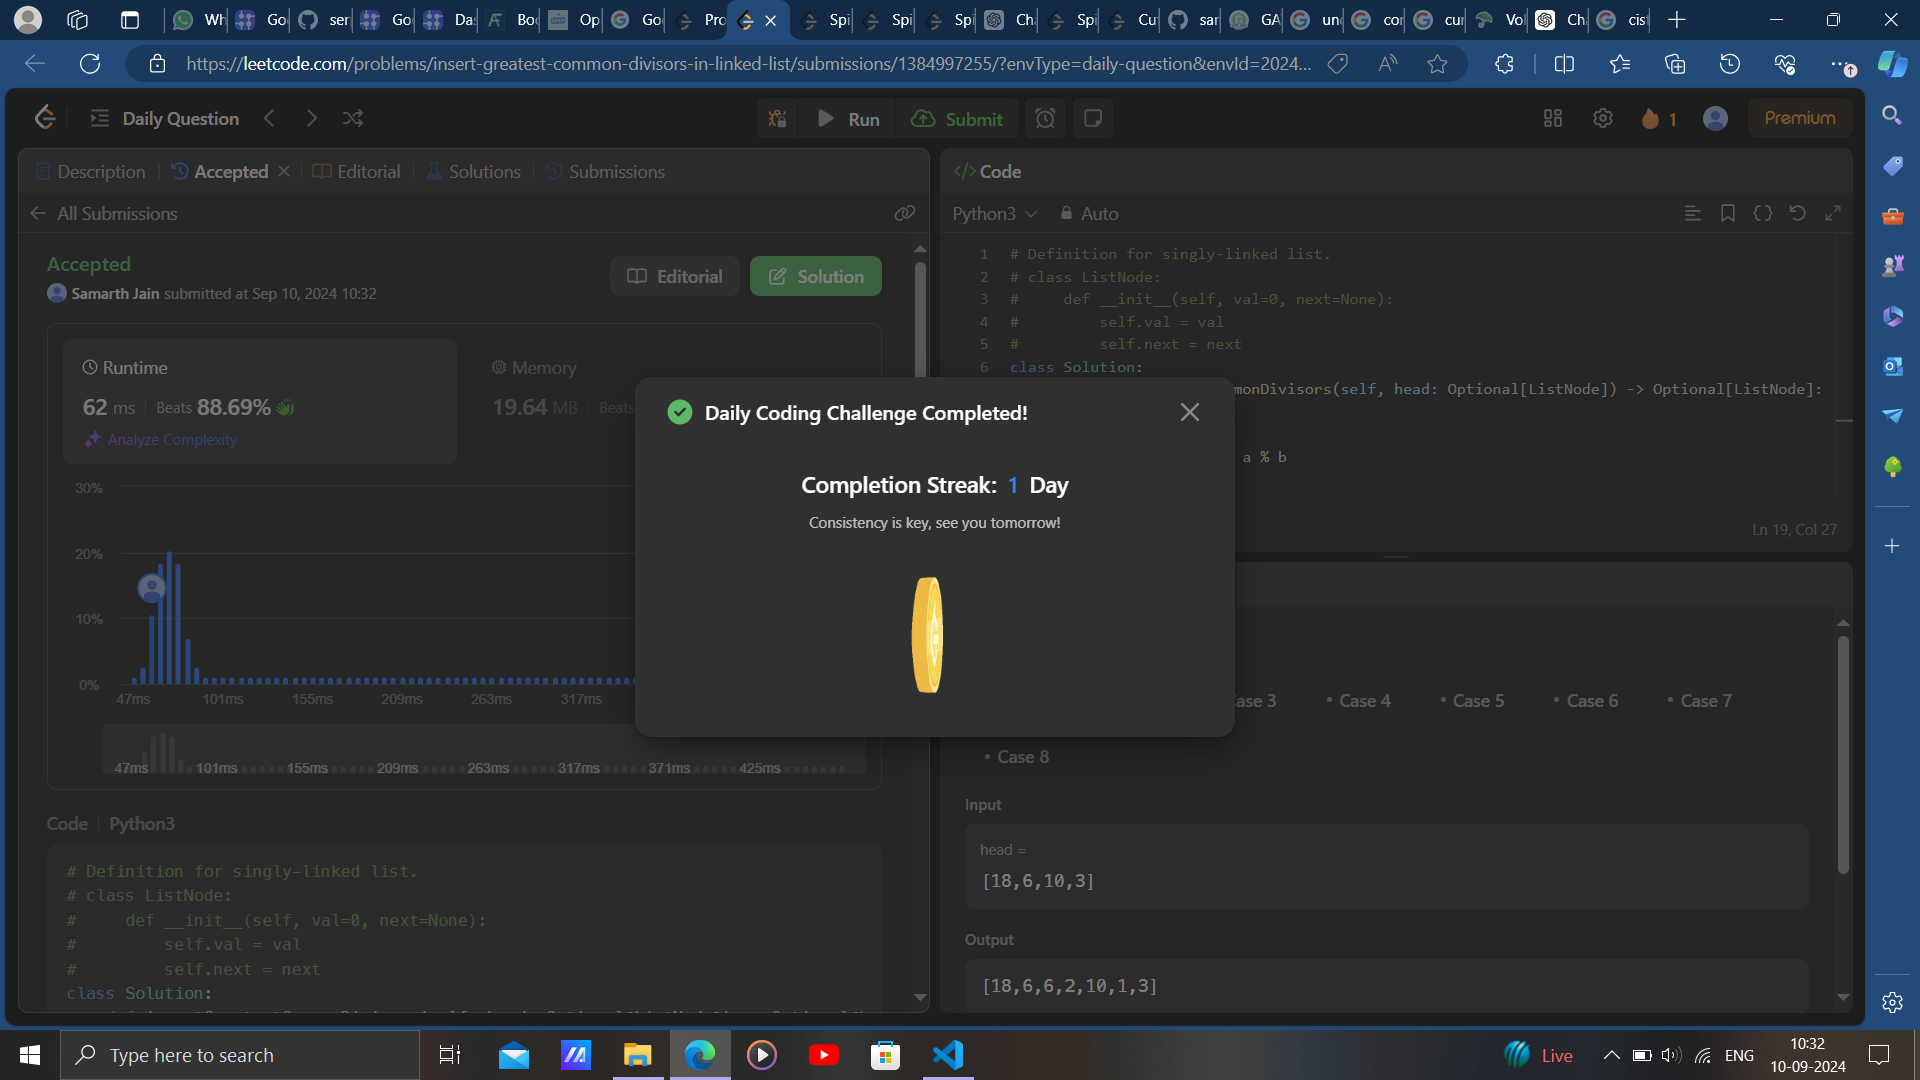 Wh
Go
ser
Go
Das
Boo
Op
Go
Pro
Spi
Spi
Spi
Cha
Spi
Cu
sar
GA
und
cor
cur
Vol
Ch
cis
https://leetcode.com/problems/insert-greatest-common-divisors-in-linked-list/submissions/1384997255/?envType=daily-question&envId=2024...
Daily Question
Run
Submit
1
Premium
Description
Accepted
Editorial
Solutions
Submissions
All Submissions
Accepted
Samarth Jain submitted at Sep 10, 2024 10:32
Editorial
Solution
Runtime
62 ms
Beats 88.69%
Analyze Complexity
Memory
19.64 MB
Beats
30%
20%
10%
0%
47ms 101ms 155ms 209ms 263ms 317ms
47ms 101ms 155ms 209ms 263ms 317ms 371ms 425ms
Code
Python3
# Definition for singly-linked list.
# class ListNode:
#     def __init__(self, val=0, next=None):
#         self.val = val
#         self.next = next
class Solution:
Daily Coding Challenge Completed!
Completion Streak: 1 Day
Consistency is key, see you tomorrow!
</> Code
Python3
Auto
1 # Definition for singly-linked list.
2 # class ListNode:
3 #     def __init__(self, val=0, next=None):
4 #         self.val = val
5 #         self.next = next
6 class Solution:
monDivisors(self, head: Optional[ListNode]) -> Optional[ListNode]:
a % b
Ln 19, Col 27
ase 3
Case 4
Case 5
Case 6
Case 7
Case 8
Input
head =
[18,6,10,3]
Output
[18,6,6,2,10,1,3]
Type here to search
Live
ENG
10:32
10-09-2024